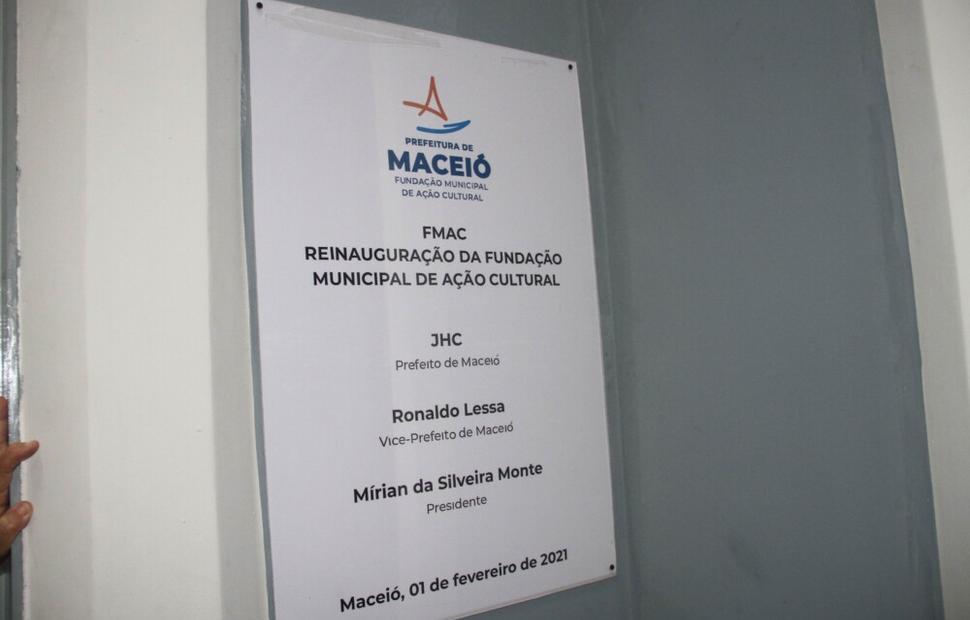 PREFEITURA DE
MACEIÓ
FUNDAÇÃO MUNICIPAL
DE AÇÃO CULTURAL
FMAC
REINAUGURAÇÃO DA FUNDAÇÃO
MUNICIPAL DE AÇÃO CULTURAL
JHC
Prefeito de Maceió
Ronaldo Lessa
Vice-Prefeito de Maceió
Mírian da Silveira Monte
Presidente
Maceió, 01 de fevereiro de 2021